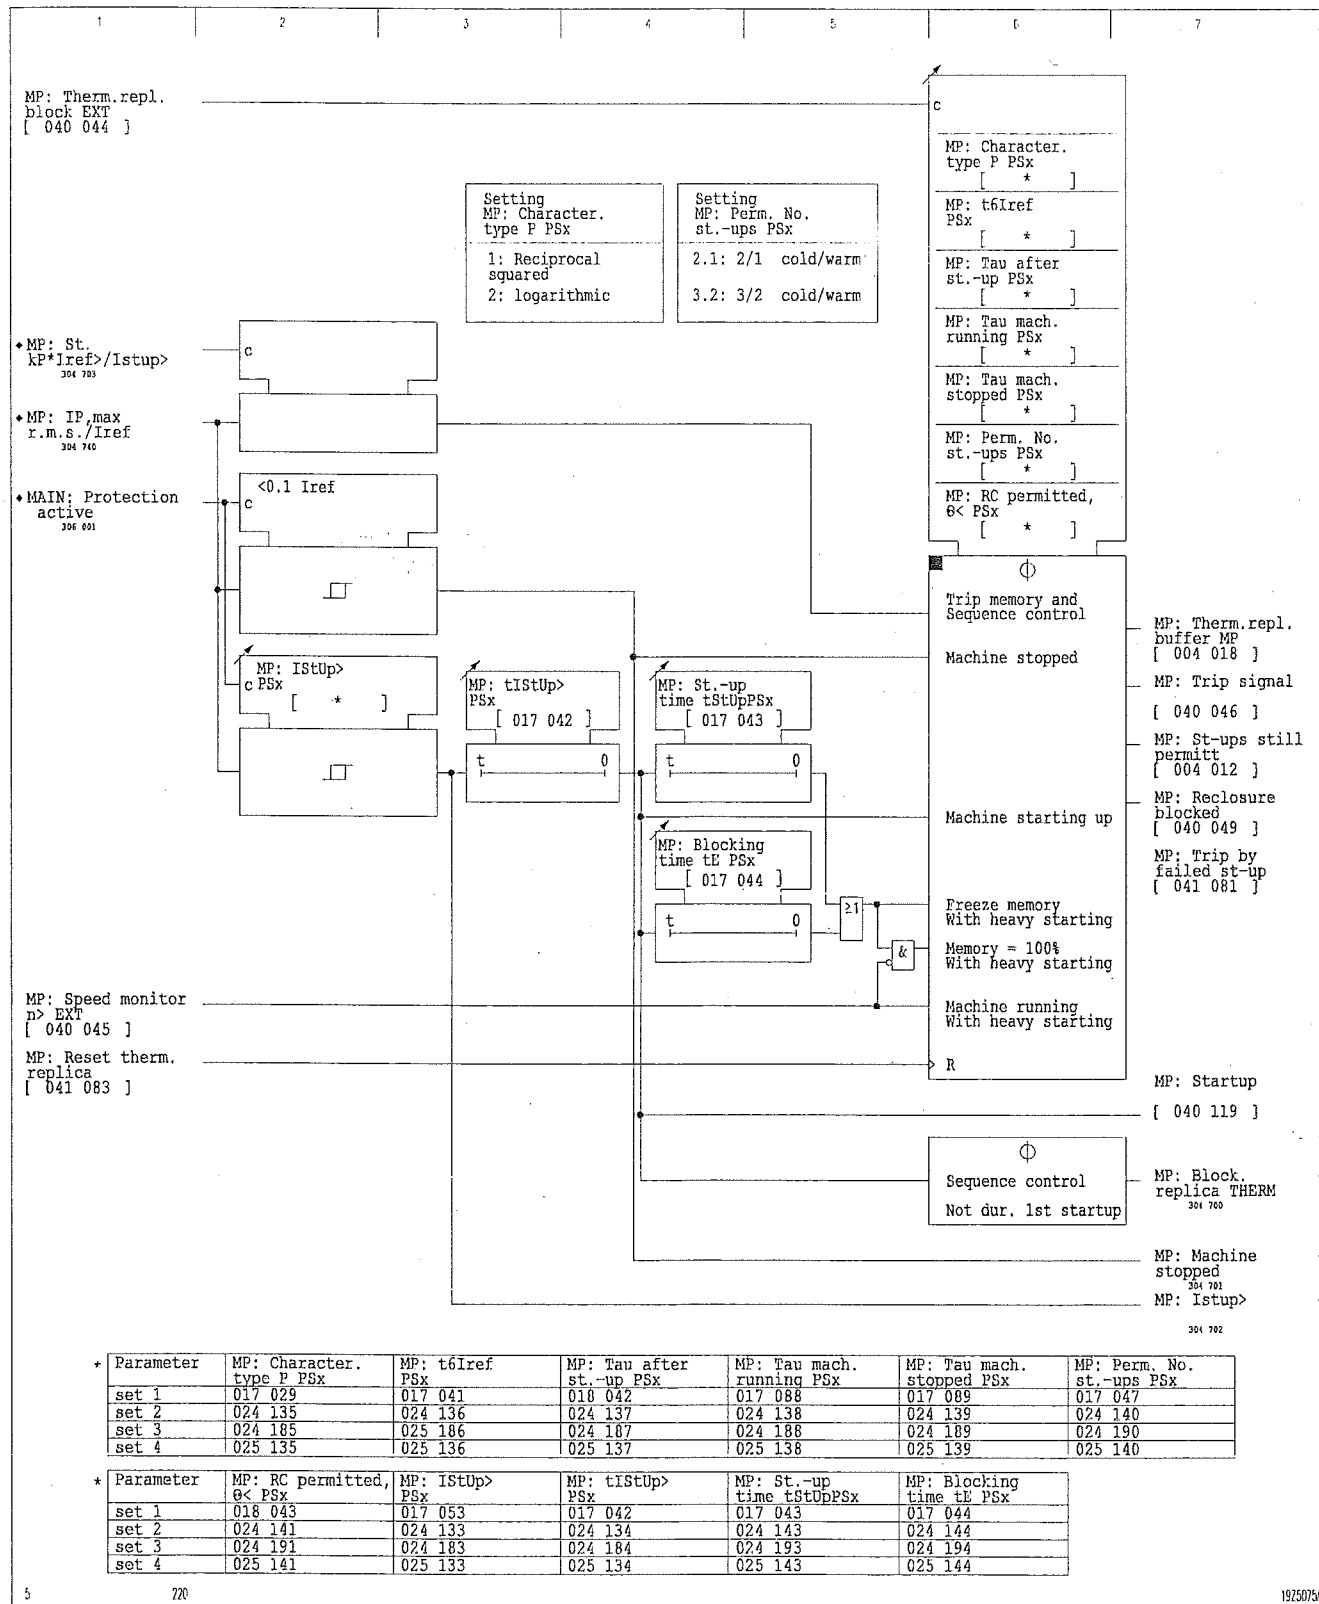 1 2 3 4 5 6 7
MP: Therm.repl.
block EXT
[ 040 044 ]
c
MP: Character.
type P PSx
[ * ]
MP: t6Iref
PSx
[ * ]
MP: Tau after
st.-up PSx
[ * ]
MP: Tau mach.
running PSx
[ * ]
MP: Tau mach.
stopped PSx
[ * ]
MP: Perm. No.
st.-ups PSx
[ * ]
MP: RC permitted,
Θ< PSx
[ * ]
Setting
MP: Character.
type P PSx
1: Reciprocal
squared
2: logarithmic
Setting
MP: Perm. No.
st.-ups PSx
2.1: 2/1 cold/warm
3.2: 3/2 cold/warm
MP: St.
kP*Iref>/Istup>
304 703
c
MP: IP,max
r.m.s./Iref
304 740
MAIN: Protection
active
306 001
<0.1 Iref
c
MP: IStUp>
c PSx
[ * ]
MP: tIStUp>
PSx
[ 017 042 ]
t 0
MP: St.-up
time tStUpPSx
[ 017 043 ]
t 0
MP: Blocking
time tE PSx
[ 017 044 ]
t 0
≥1
&
Φ
Trip memory and
Sequence control
Machine stopped
Machine starting up
Freeze memory
With heavy starting
Memory = 100%
With heavy starting
Machine running
With heavy starting
R
MP: Therm.repl.
buffer MP
[ 004 018 ]
MP: Trip signal
[ 040 046 ]
MP: St-ups still
permitt
[ 004 012 ]
MP: Reclosure
blocked
[ 040 049 ]
MP: Trip by
failed st-up
[ 041 081 ]
MP: Speed monitor
n> EXT
[ 040 045 ]
MP: Reset therm.
replica
[ 041 083 ]
MP: Startup
[ 040 119 ]
Φ
Sequence control
Not dur. 1st startup
MP: Block.
replica THERM
304 700
MP: Machine
stopped
304 701
MP: Istup>
304 702
* Parameter MP: Character. MP: t6Iref MP: Tau after MP: Tau mach. MP: Tau mach. MP: Perm. No.
type P PSx PSx st.-up PSx running PSx stopped PSx st.-ups PSx
set 1 017 029 017 041 018 042 017 088 017 089 017 047
set 2 024 135 024 136 024 137 024 138 024 139 024 140
set 3 024 185 025 186 024 187 024 188 024 189 024 190
set 4 025 135 025 136 025 137 025 138 025 139 025 140
* Parameter MP: RC permitted, MP: IStUp> MP: tIStUp> MP: St.-up MP: Blocking
Θ< PSx PSx PSx time tStUpPSx time tE PSx
set 1 018 043 017 053 017 042 017 043 017 044
set 2 024 141 024 133 024 134 024 143 024 144
set 3 024 191 024 183 024 184 024 193 024 194
set 4 025 141 025 133 025 134 025 143 025 144
5 220